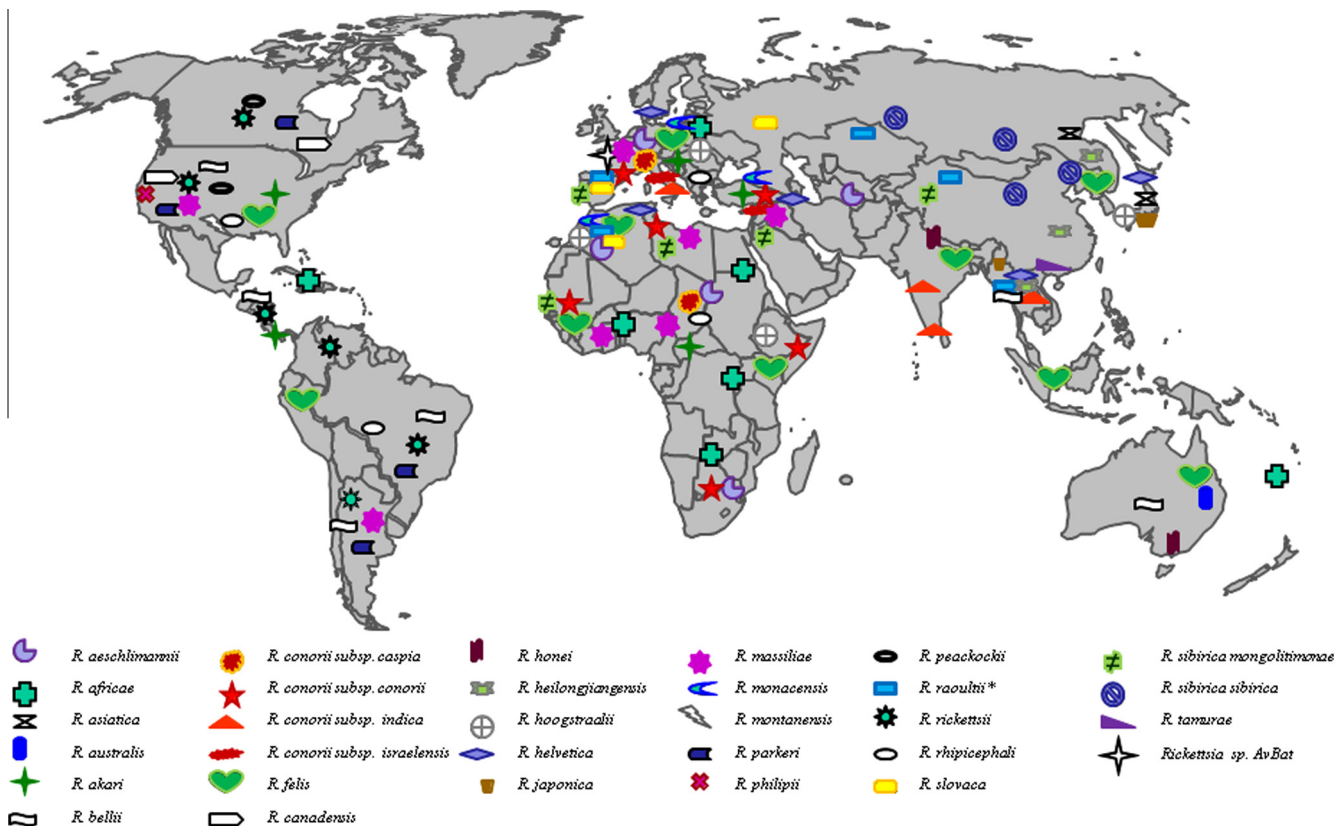 R. aeschlimannii
R. conorii subsp. caspia
R. honei
R. massiliae
R. peackockii
R. sibirica mongolitimonae
R. africae
R. conorii subsp. conorii
R. heilongjiangensis
R. monacensis
R. raoultii*
R. sibirica sibirica
R. asiatica
R. conorii subsp. indica
R. hoogstraalii
R. montanensis
R. rickettsii
R. tamurae
R. australis
R. conorii subsp. israelensis
R. helvetica
R. parkeri
R. rhipicephali
Rickettsia sp. AvBat
R. akari
R. felis
R. japonica
R. philipii
R. slovaca
R. bellii
R. canadensis